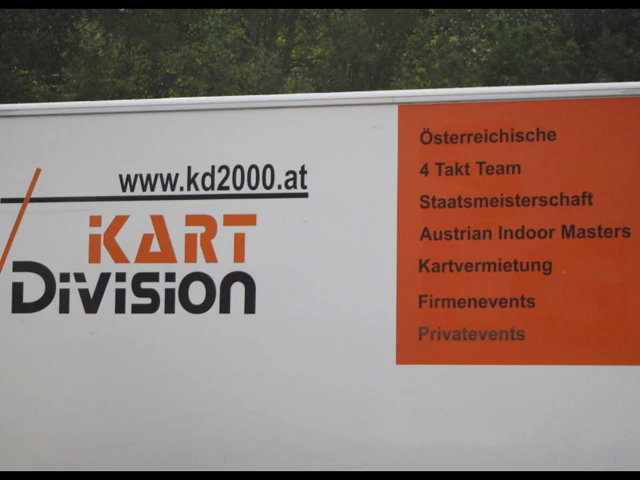 www.kd2000.at
KART
Division
Österreichische
4 Takt Team
Staatsmeisterschaft
Austrian Indoor Masters
Kartvermietung
Firmenevents
Privatevents